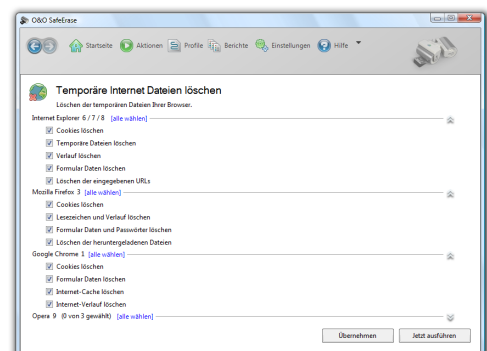 O&O SafeErase
Startseite Aktionen Profile Berichte Einstellungen Hilfe
Temporäre Internet Dateien löschen
Löschen der temporären Dateien Ihrer Browser.
Internet Explorer 6 / 7 / 8 [alle wählen]
Cookies löschen
Temporäre Dateien löschen
Verlauf löschen
Formular Daten löschen
Löschen der eingegebenen URLs
Mozilla Firefox 3 [alle wählen]
Cookies löschen
Lesezeichen und Verlauf löschen
Formular Daten und Passwörter löschen
Löschen der heruntergeladenen Dateien
Google Chrome 1 [alle wählen]
Cookies löschen
Formular Daten löschen
Internet-Cache löschen
Internet-Verlauf löschen
Opera 9 (0 von 3 gewählt) [alle wählen]
Übernehmen Jetzt ausführen